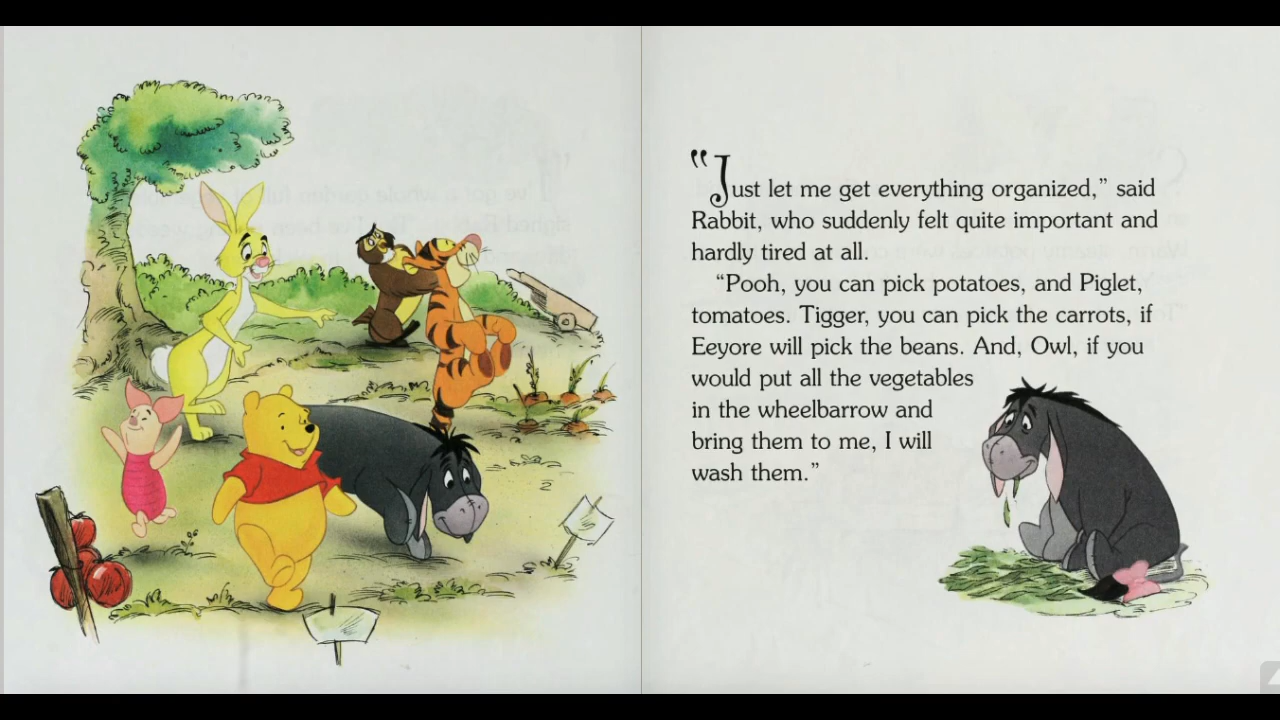 “Just let me get everything organized,” said
Rabbit, who suddenly felt quite important and
hardly tired at all.
“Pooh, you can pick potatoes, and Piglet,
tomatoes. Tigger, you can pick the carrots, if
Eeyore will pick the beans. And, Owl, if you
would put all the vegetables
in the wheelbarrow and
bring them to me, I will
wash them.”